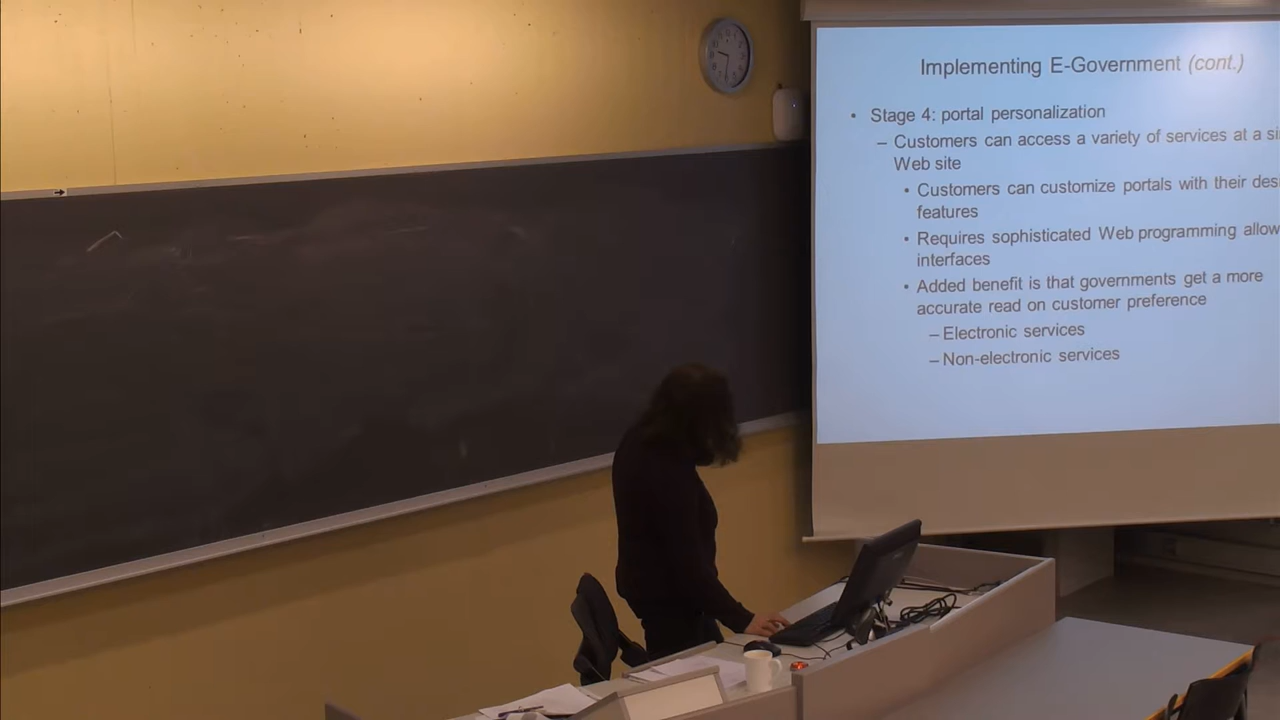 Implementing E-Government (cont.)
• Stage 4: portal personalization
– Customers can access a variety of services at a
Web site
• Customers can customize portals with their
features
• Requires sophisticated Web programming
interfaces
• Added benefit is that governments get a more
accurate read on customer preference
– Electronic services
– Non-electronic services